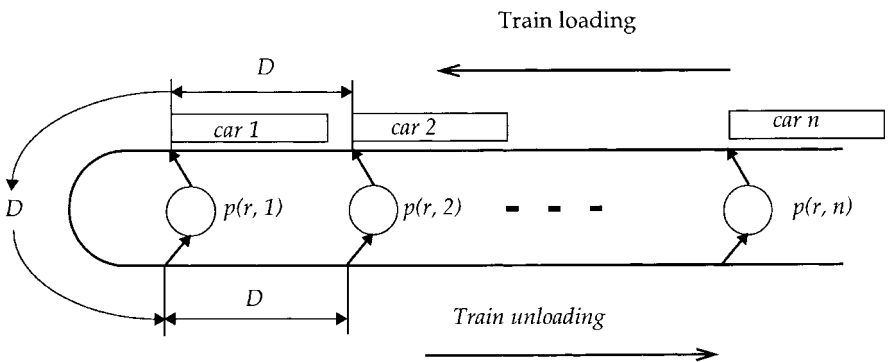 Train loading
D
car 1
car 2
car n
D
p(r, 1)
p(r, 2)
- - -
p(r, n)
D
Train unloading